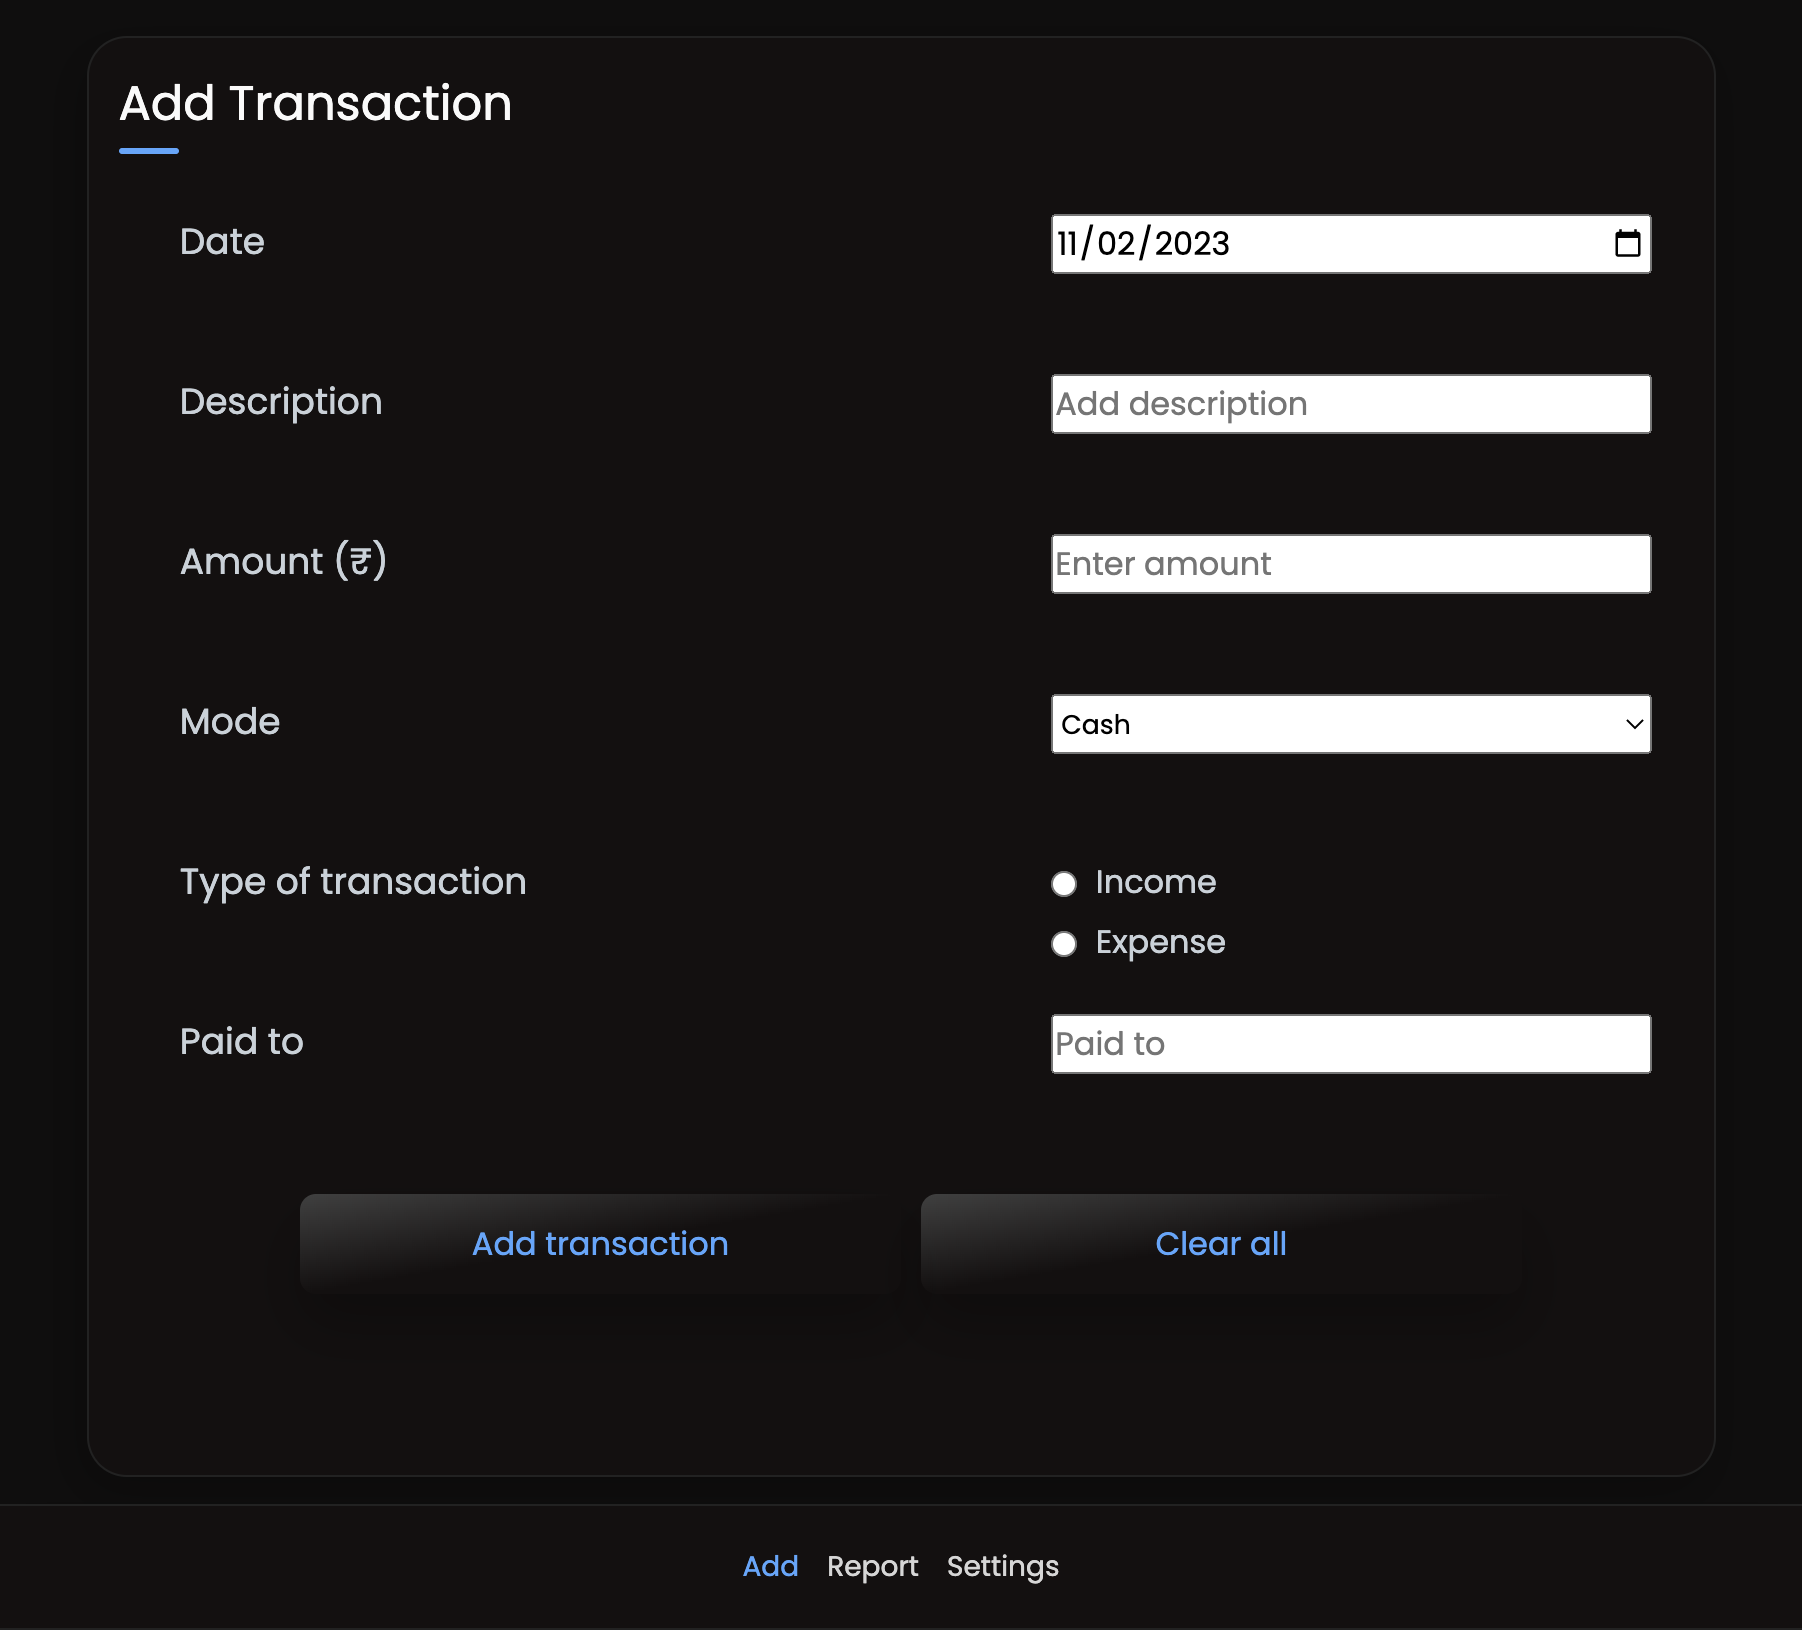 Add Transaction
Date
11/02/2023
Description
Add description
Amount (₹)
Enter amount
Mode
Cash
Type of transaction
Income
Expense
Paid to
Paid to
Add transaction
Clear all
Add Report Settings